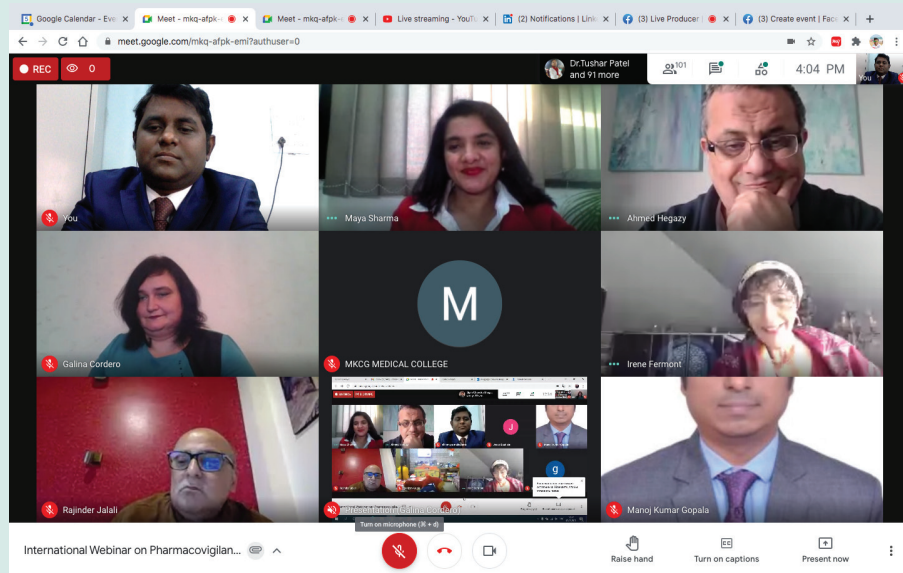 Google Calendar - Eve
Meet - mkq-afpk-
Meet - mkq-afpk-
Live streaming - YouTu
(2) Notifications | Link
(3) Live Producer |
(3) Create event | Face
meet.google.com/mkq-afpk-emi?authuser=0
REC
0
Dr.Tushar Patel
and 91 more
101
4:04 PM
You
You
Maya Sharma
Ahmed Hegazy
Galina Cordero
M
MKCG MEDICAL COLLEGE
Irene Fermont
Rajinder Jalali
J
g
Presentation (Galina Cordero)
Manoj Kumar Gopala
Turn on microphone (⌘ + d)
International Webinar on Pharmacovigilan...
Raise hand
Turn on captions
Present now